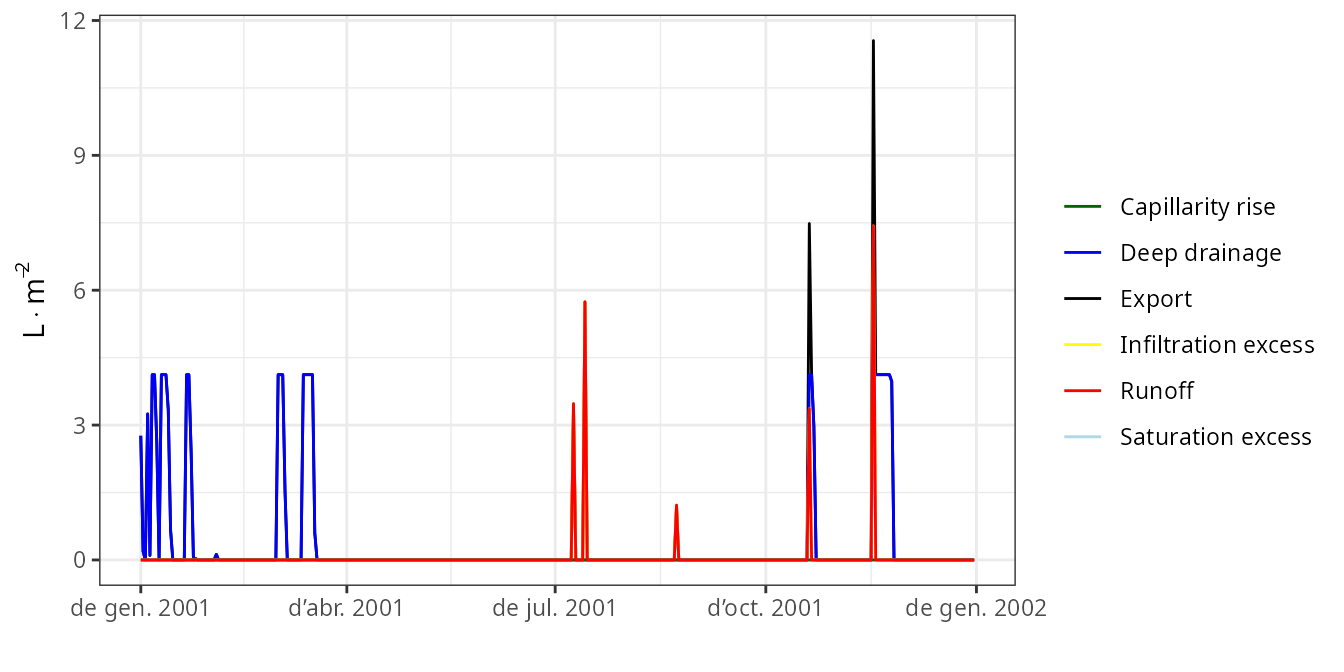 12
9
6
3
0
L · m⁻²
de gen. 2001
d’abr. 2001
de jul. 2001
d’oct. 2001
de gen. 2002
Capillarity rise
Deep drainage
Export
Infiltration excess
Runoff
Saturation excess